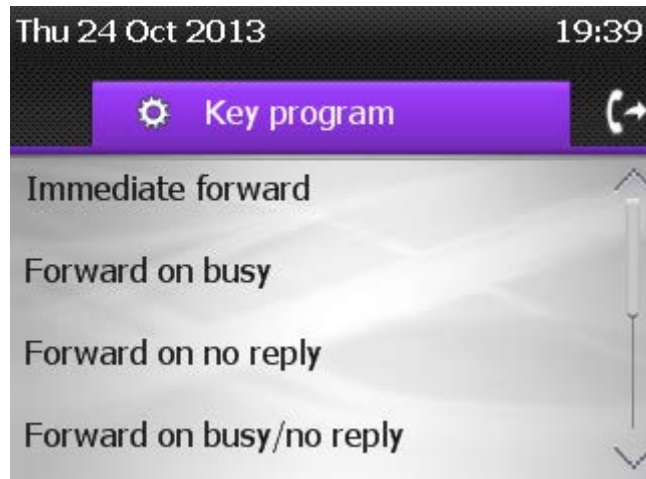 Thu 24 Oct 2013 19:39
Key program
Immediate forward
Forward on busy
Forward on no reply
Forward on busy/no reply